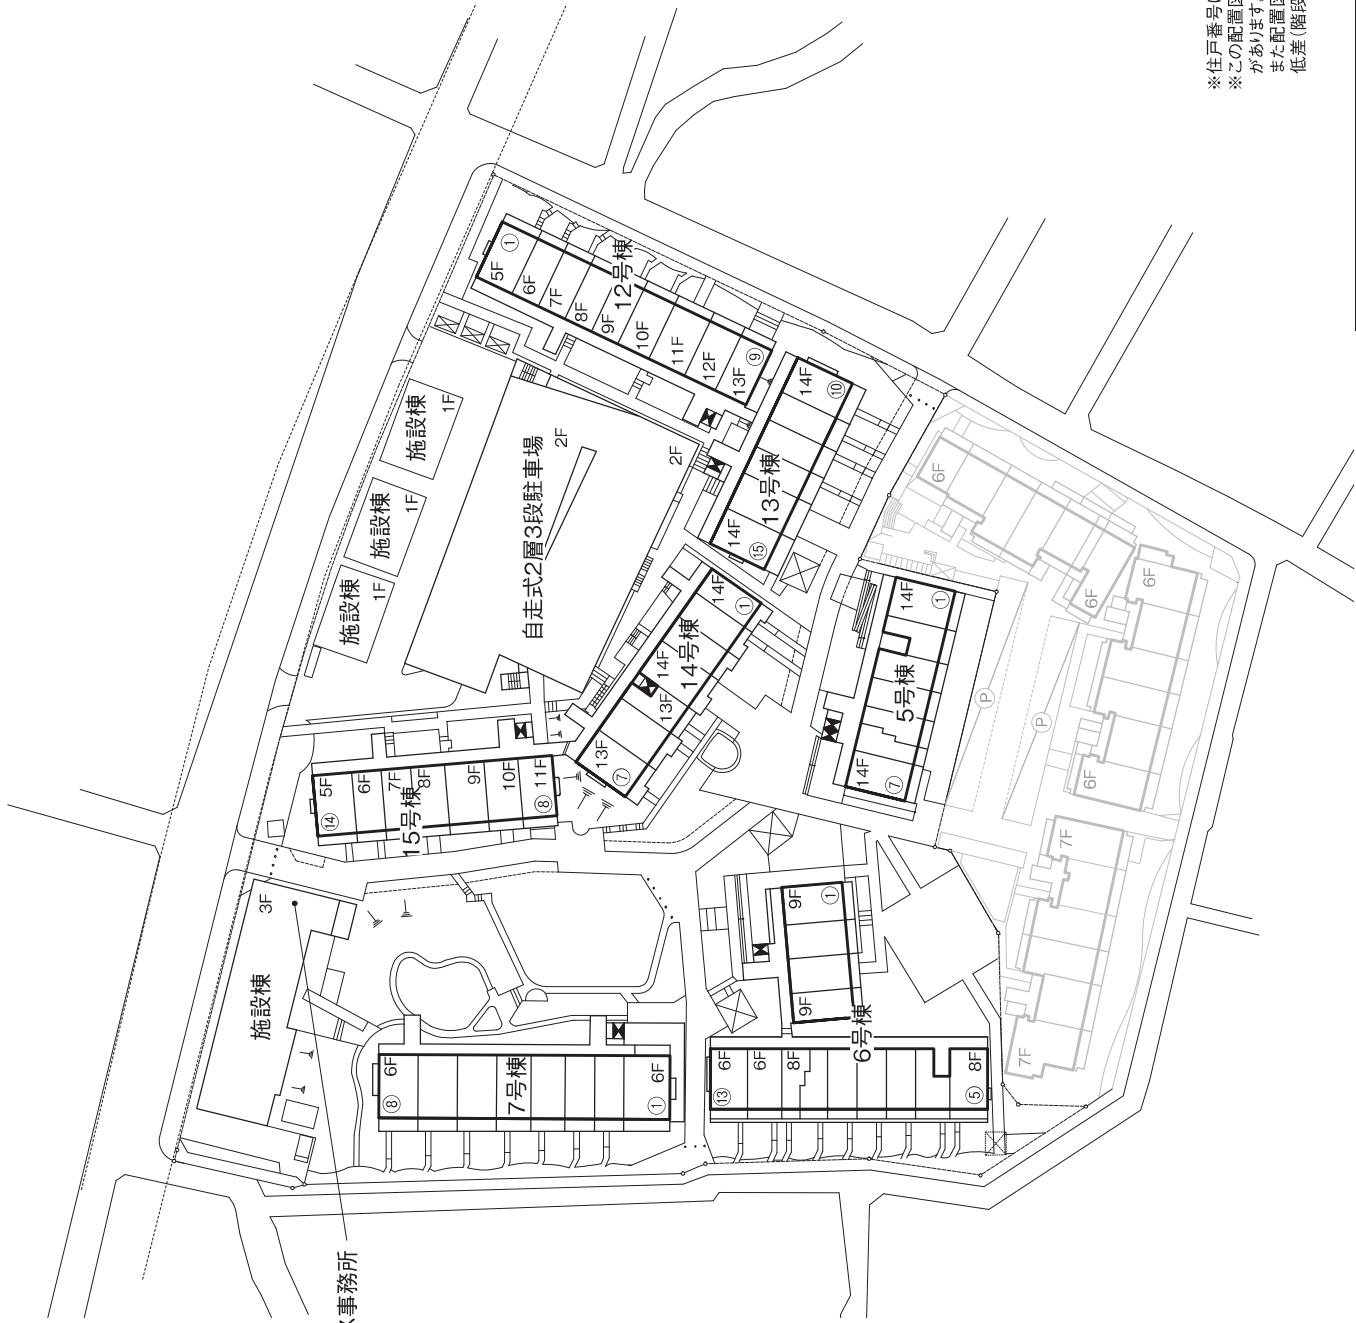 ※住戸番号
※この配置図
があります。
また配置図
低差(階段
12号棟
①
5F
6F
7F
8F
9F
10F
11F
12F
13F
⑨
13号棟
14F
⑩
14F
⑮
施設棟
1F
施設棟
1F
施設棟
1F
自走式2層3段駐車場
2F
2F
14号棟
14F
①
14F
13F
13F
⑦
15号棟
5F
⑭
6F
7F
8F
9F
10F
11F
⑧
5号棟
14F
①
14F
⑦
6F
6F
6F
6F
P
P
7F
7F
施設棟
3F
事務所
7号棟
6F
⑧
6F
①
6号棟
9F
①
9F
6F
⑬
6F
8F
8F
⑤